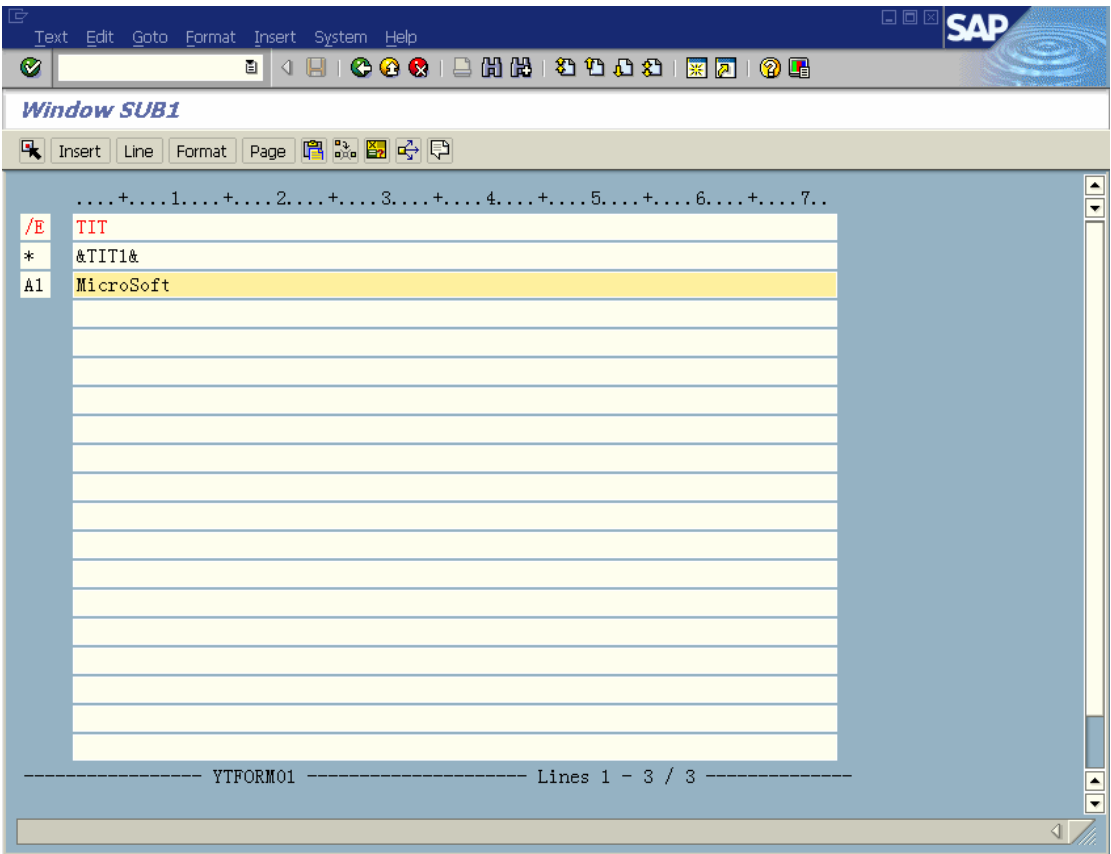 Text Edit Goto Format Insert System Help
SAP
Window SUB1
Insert Line Format Page
....+....1....+....2....+....3....+....4....+....5....+....6....+....7..
/E TIT
* &TIT1&
A1 MicroSoft
----------------- YTFORM01 --------------------- Lines 1 - 3 / 3 --------------